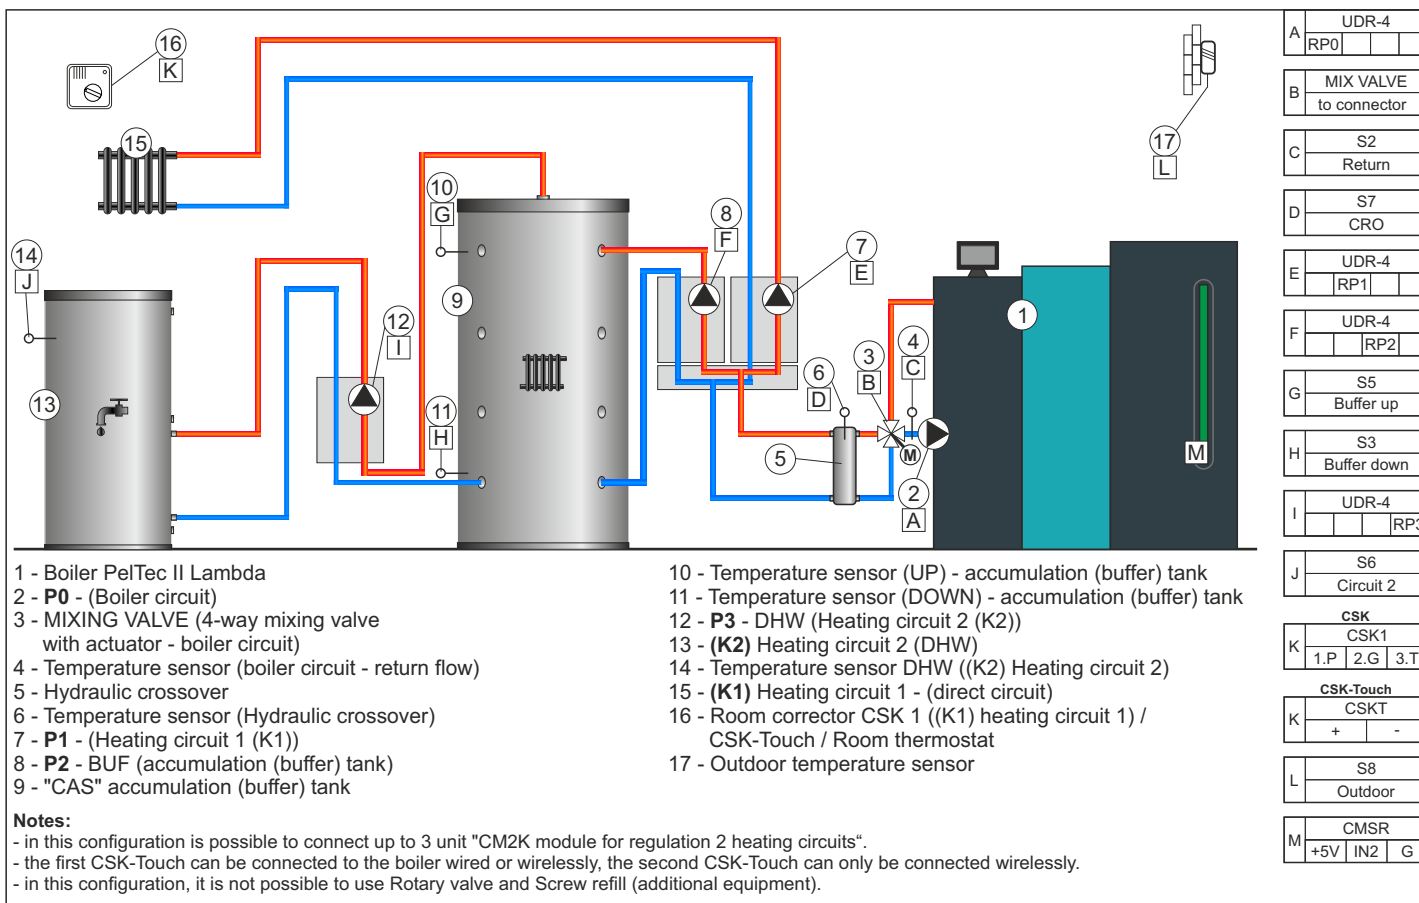 16
K
15
14
J
13
12
I
10
G
9
11
H
8
F
7
E
6
D
5
3
B
4
C
M
2
A
1
M
17
L
A
UDR-4
RP0
B
MIX VALVE
to connector
C
S2
Return
D
S7
CRO
E
UDR-4
RP1
F
UDR-4
RP2
G
S5
Buffer up
H
S3
Buffer down
I
UDR-4
RP3
J
S6
Circuit 2
CSK
K
CSK1
1.P 2.G 3.T
CSK-Touch
K
CSKT
+ -
L
S8
Outdoor
M
CMSR
+5V IN2 G
1 - Boiler PelTec II Lambda
2 - P0 - (Boiler circuit)
3 - MIXING VALVE (4-way mixing valve
with actuator - boiler circuit)
4 - Temperature sensor (boiler circuit - return flow)
5 - Hydraulic crossover
6 - Temperature sensor (Hydraulic crossover)
7 - P1 - (Heating circuit 1 (K1))
8 - P2 - BUF (accumulation (buffer) tank)
9 - "CAS" accumulation (buffer) tank
10 - Temperature sensor (UP) - accumulation (buffer) tank
11 - Temperature sensor (DOWN) - accumulation (buffer) tank
12 - P3 - DHW (Heating circuit 2 (K2))
13 - (K2) Heating circuit 2 (DHW)
14 - Temperature sensor DHW ((K2) Heating circuit 2)
15 - (K1) Heating circuit 1 - (direct circuit)
16 - Room corrector CSK 1 ((K1) heating circuit 1) /
CSK-Touch / Room thermostat
17 - Outdoor temperature sensor
Notes:
- in this configuration is possible to connect up to 3 unit "CM2K module for regulation 2 heating circuits“.
- the first CSK-Touch can be connected to the boiler wired or wirelessly, the second CSK-Touch can only be connected wirelessly.
- in this configuration, it is not possible to use Rotary valve and Screw refill (additional equipment).